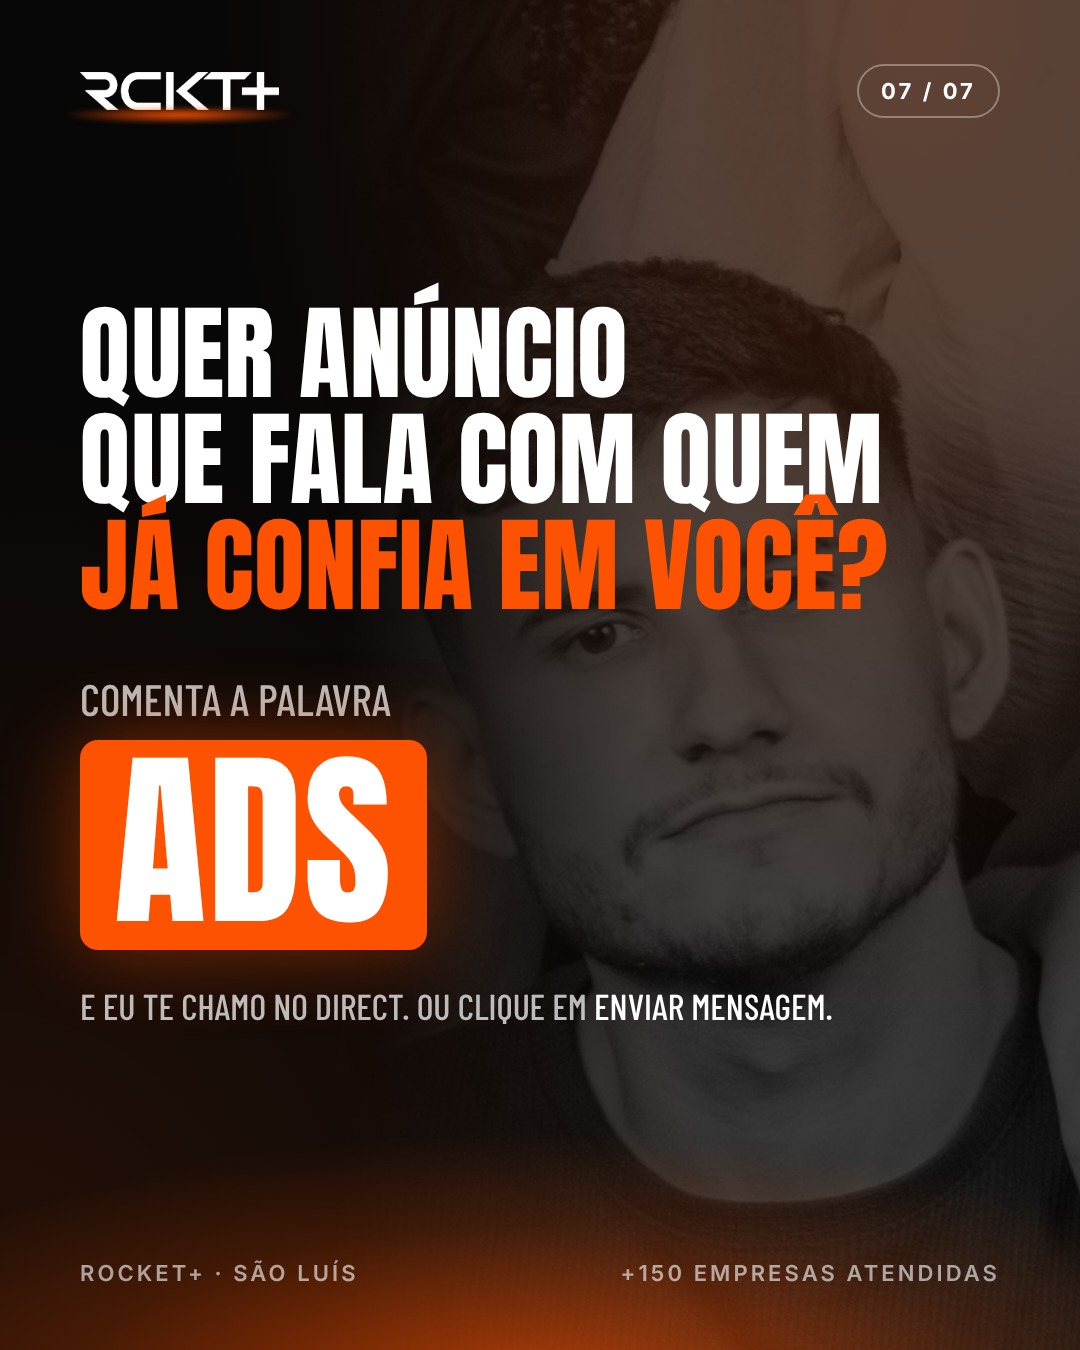 RCKT+
07 / 07
QUER ANÚNCIO
QUE FALA COM QUEM
JÁ CONFIA EM VOCÊ?
COMENTA A PALAVRA
ADS
E EU TE CHAMO NO DIRECT. OU CLIQUE EM ENVIAR MENSAGEM.
ROCKET+ · SÃO LUÍS
+150 EMPRESAS ATENDIDAS